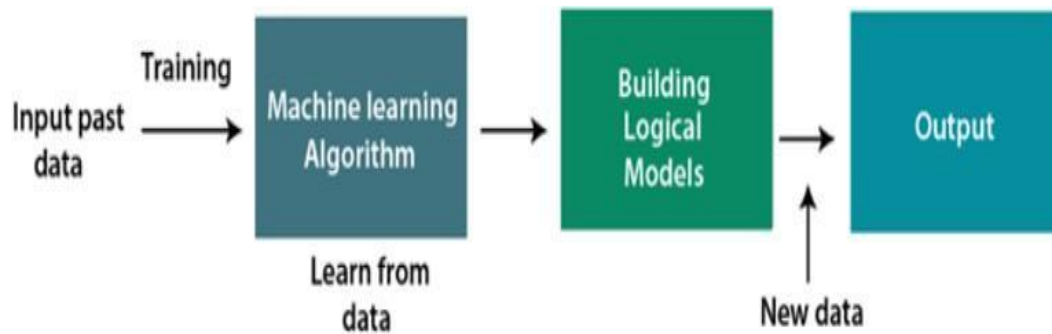 Training
Input past
data
Machine learning
Algorithm
Learn from
data
Building
Logical
Models
New data
Output